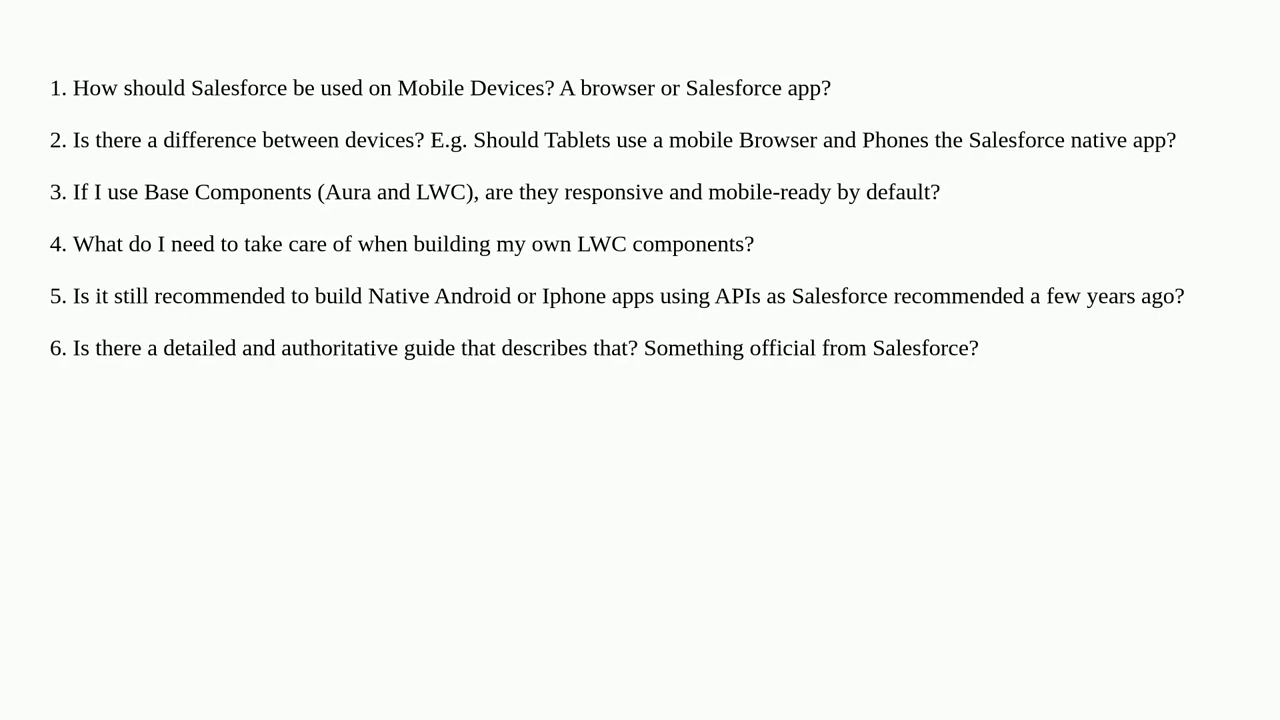 1. How should Salesforce be used on Mobile Devices? A browser or Salesforce app?
2. Is there a difference between devices? E.g. Should Tablets use a mobile Browser and Phones the Salesforce native app?
3. If I use Base Components (Aura and LWC), are they responsive and mobile-ready by default?
4. What do I need to take care of when building my own LWC components?
5. Is it still recommended to build Native Android or Iphone apps using APIs as Salesforce recommended a few years ago?
6. Is there a detailed and authoritative guide that describes that? Something official from Salesforce?